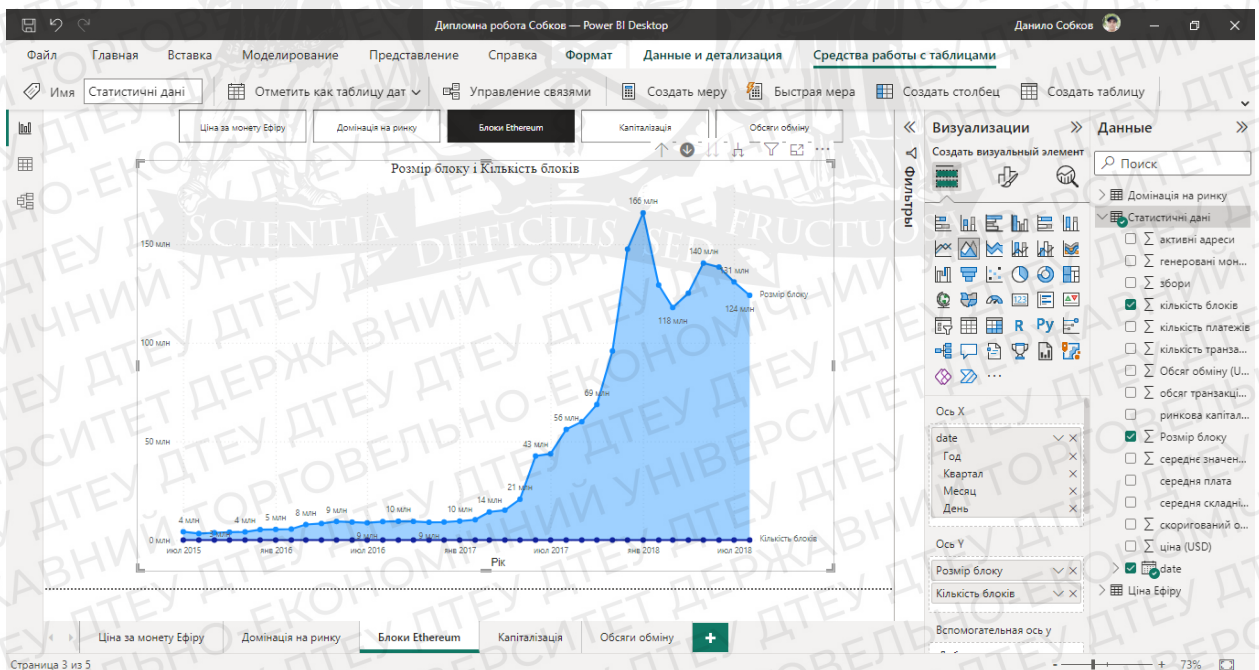 Дипломна робота Собков — Power BI Desktop
Данило Собков
Файл Главная Вставка Моделирование Представление Справка Формат Данные и детализация Средства работы с таблицами
Имя Статистичні дані Отметить как таблицу дат Управление связями Создать меру Быстрая мера Создать столбец Создать таблицу
Ціна за монету Ефіру Домінація на ринку Блоки Ethereum Капіталізація Обсяги обміну
Розмір блоку і Кількість блоків
166 млн
150 млн
140 млн
131 млн
Розмір блоку
124 млн
118 млн
100 млн
69 млн
56 млн
50 млн
43 млн
21 млн
14 млн
4 млн 4 млн 5 млн 8 млн 9 млн 10 млн 10 млн
9 млн 9 млн
0 млн
Кількість блоків
июл 2015 янв 2016 июл 2016 янв 2017 июл 2017 янв 2018 июл 2018
Рік
Фильтры
Визуализации
Создать визуальный элемент
123
R Py
Ось X
date
Год
Квартал
Месяц
День
Ось Y
Розмір блоку
Кількість блоків
Вспомогательная ось y
Данные
Поиск
Домінація на ринку
Статистичні дані
активні адреси
генеровані мон...
збори
кількість блоків
кількість платежів
кількість транза...
Обсяг обміну (U...
обсяг транзакці...
ринкова капітал...
Розмір блоку
середнє значен...
середня плата
середня складні...
скоригований о...
ціна (USD)
date
Ціна Ефіру
Ціна за монету Ефіру Домінація на ринку Блоки Ethereum Капіталізація Обсяги обміну +
Страница 3 из 5
- + 73%